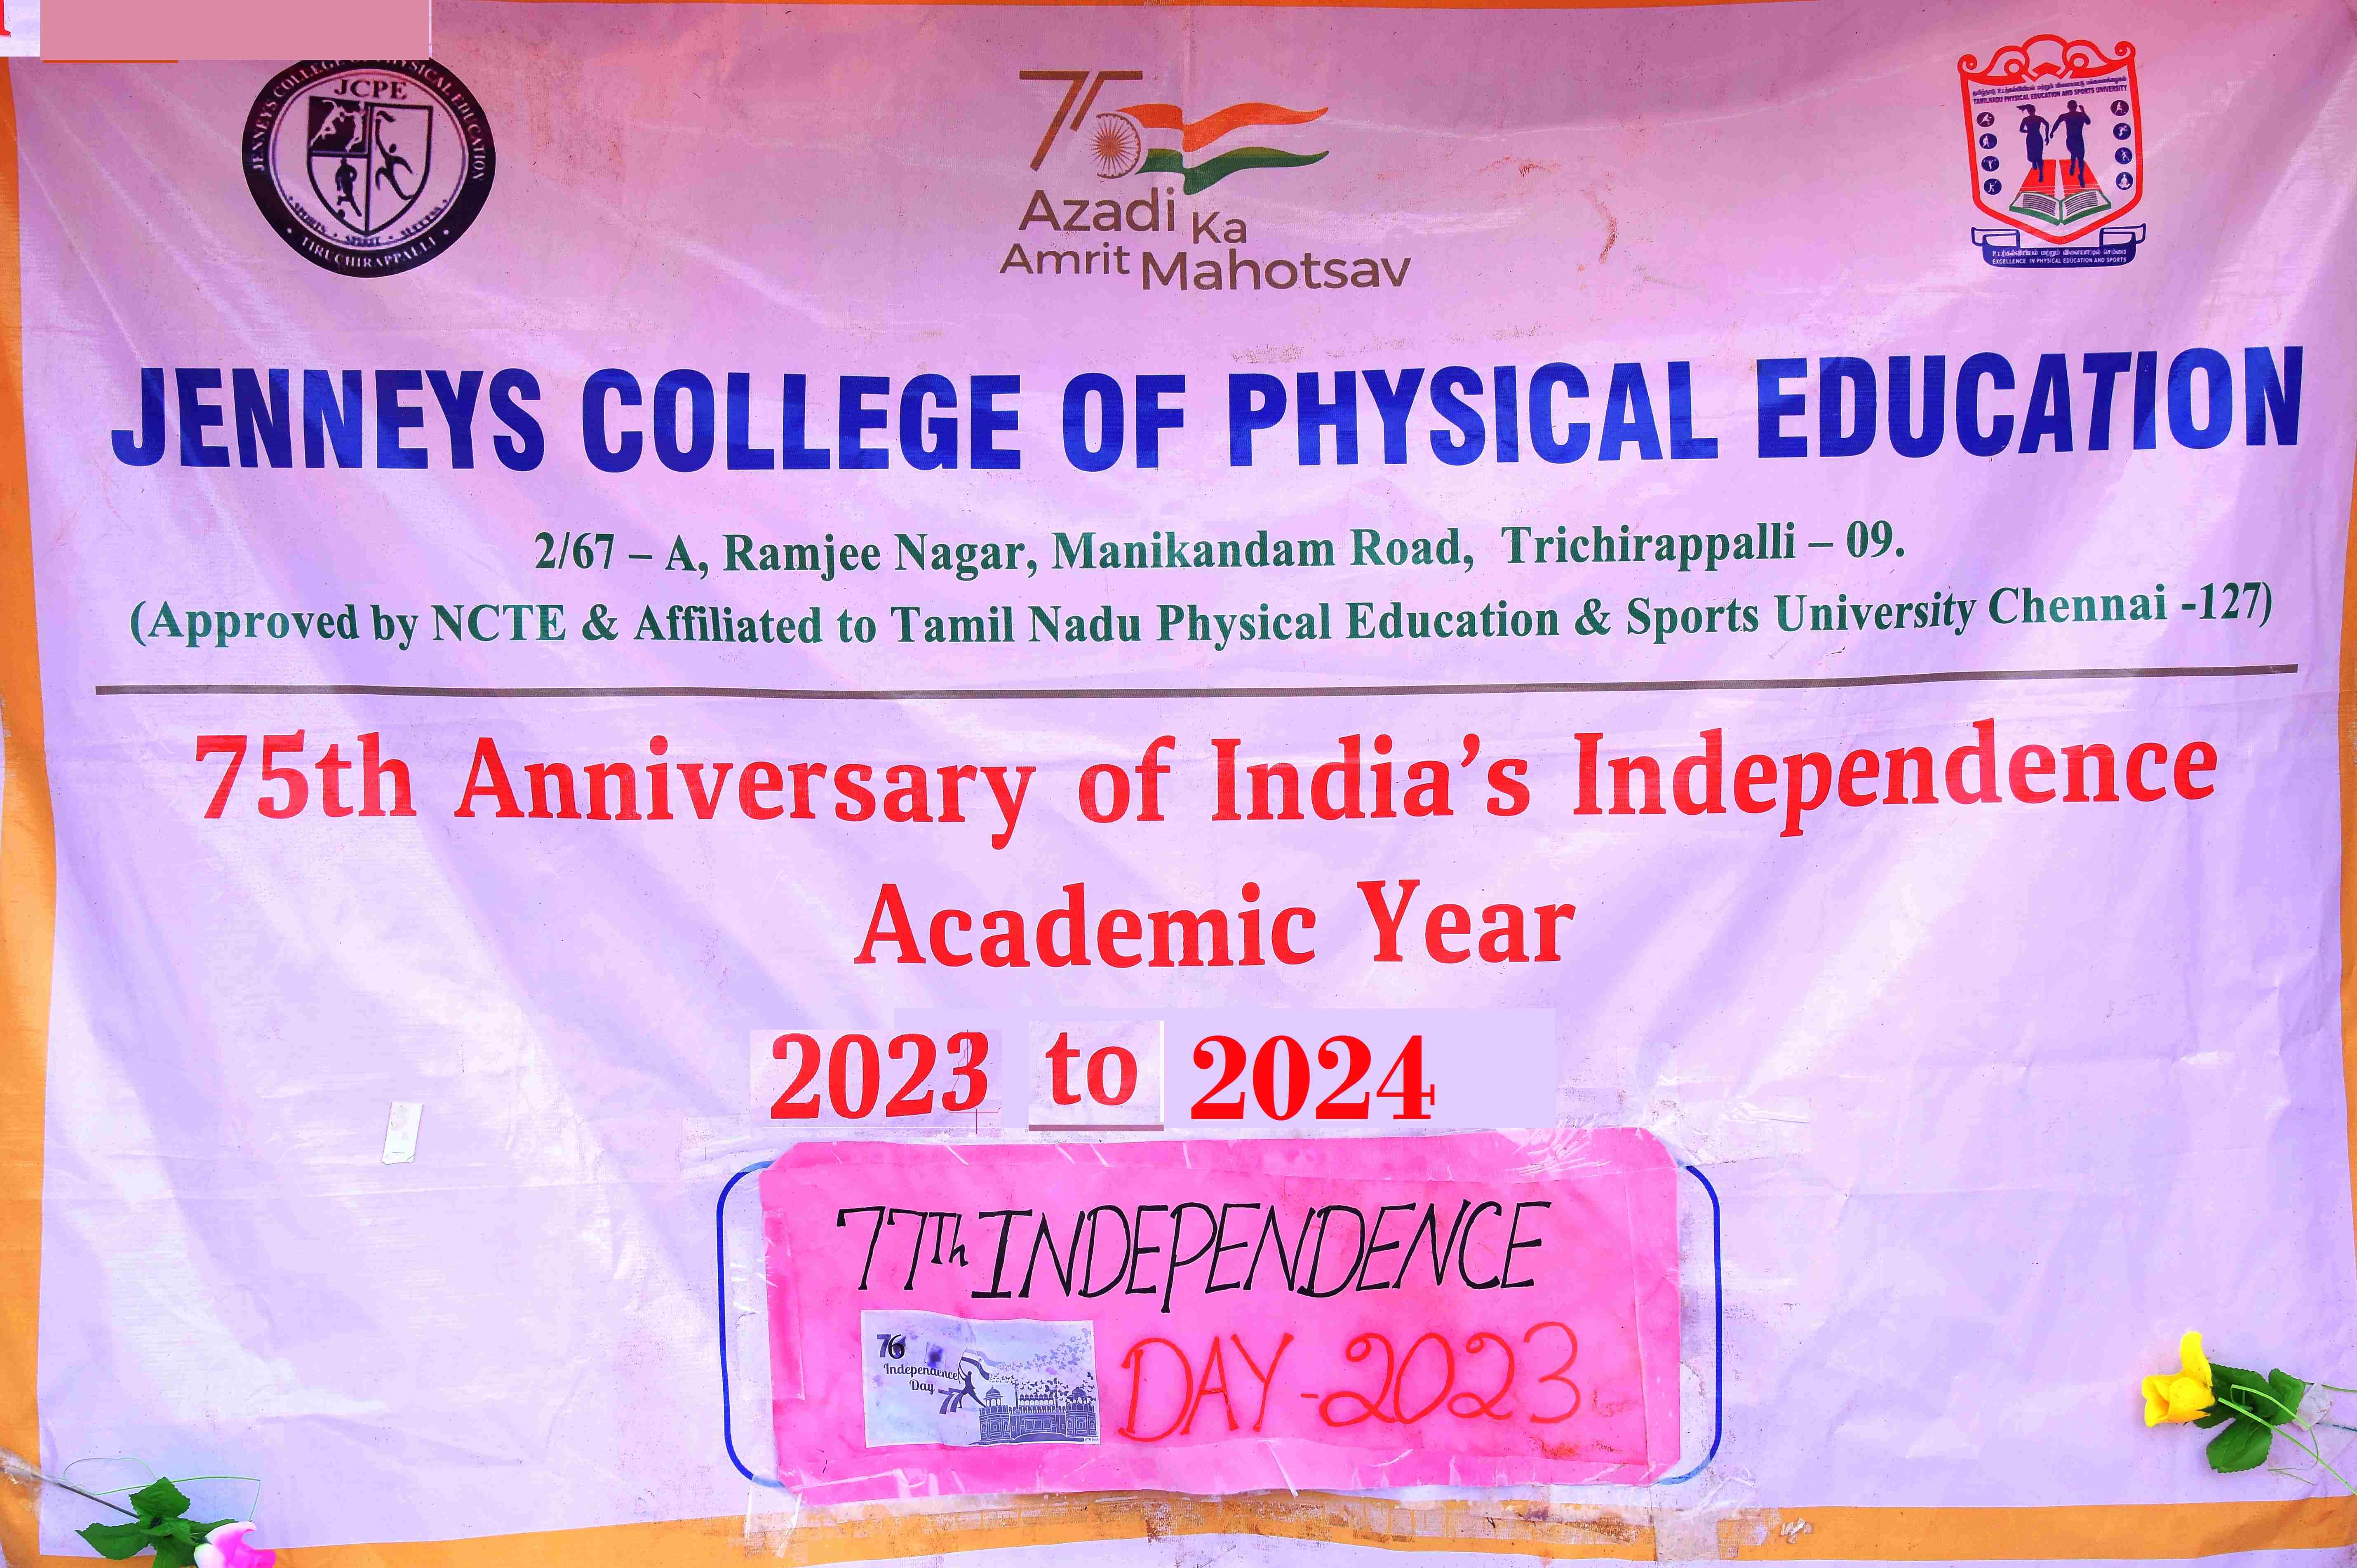 JENNEYS COLLEGE OF PHYSICAL EDUCATION
JCPE
TIRUCHIRAPPALLI
75
Azadi Ka
Amrit Mahotsav
TAMILNADU PHYSICAL EDUCATION AND SPORTS UNIVERSITY
EXCELLENCE IN PHYSICAL EDUCATION AND SPORTS
JENNEYS COLLEGE OF PHYSICAL EDUCATION
2/67 – A, Ramjee Nagar, Manikandam Road, Trichirappalli – 09.
(Approved by NCTE & Affiliated to Tamil Nadu Physical Education & Sports University Chennai -127)
75th Anniversary of India’s Independence
Academic Year
2023 to 2024
77Th INDEPENDENCE
76
Independence
Day
77
DAY-2023